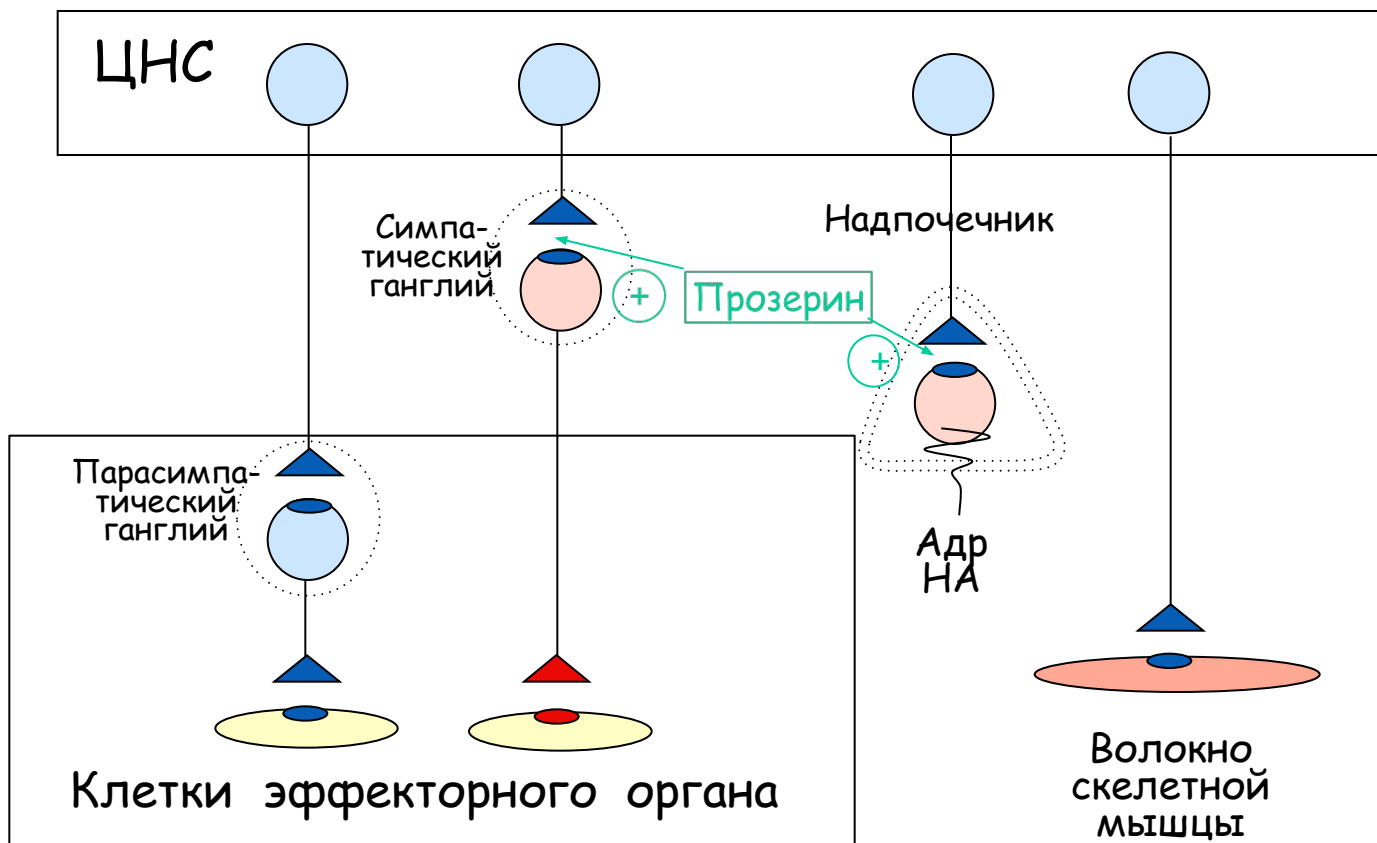 ЦНС
Симпа-
тический
ганглий
+
Прозерин
Надпочечник
+
Парасимпа-
тический
ганглий
Адр
НА
Клетки эффекторного органа
Волокно
скелетной
мышцы